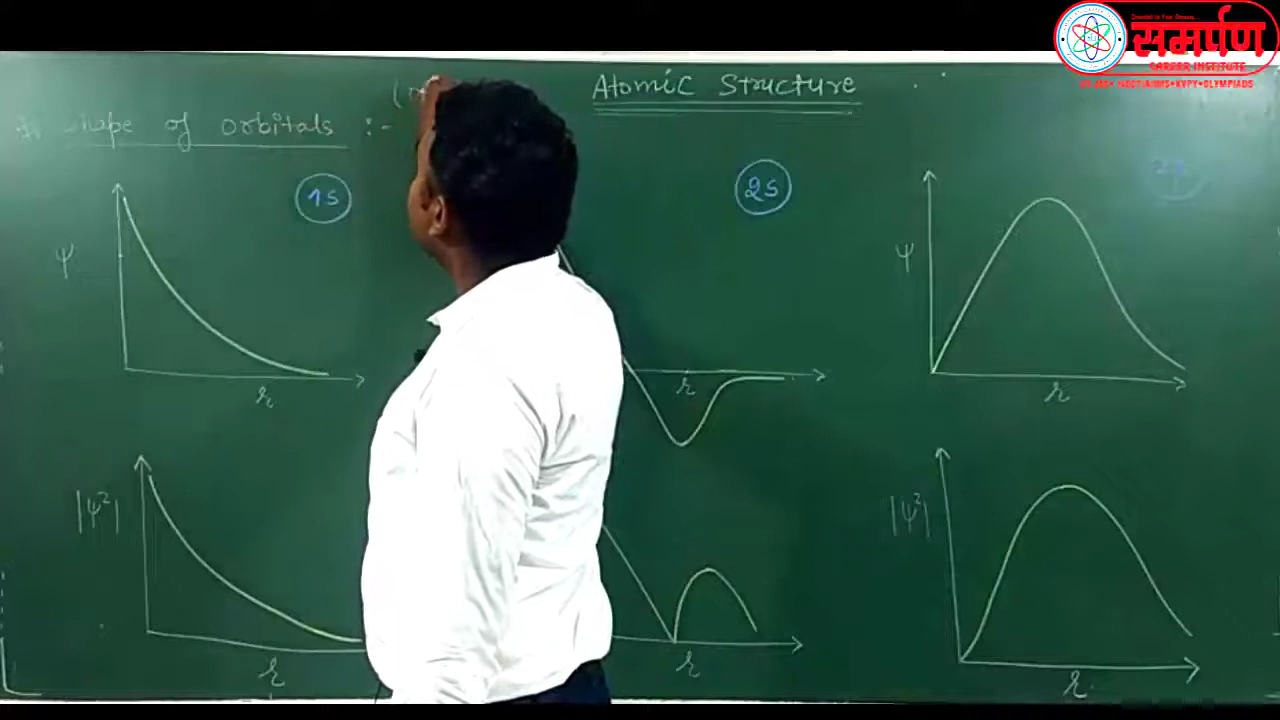 समर्पण
CAREER INSTITUTE
Atomic Structure
shape of orbitals :-
1s
2s
ψ
r
r
ψ
r
|ψ²|
r
r
|ψ²|
r